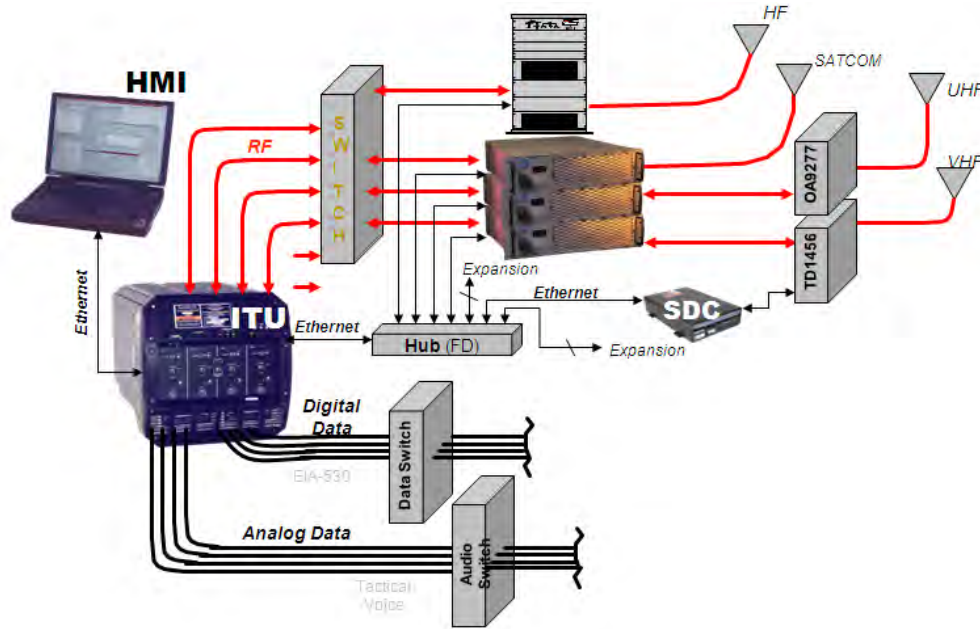 HF
SATCOM
UHF
VHF
HMI
SWITCH
RF
OA9277
TD1456
Ethernet
ITU
Ethernet
Expansion
Ethernet
SDC
Hub (FD)
Expansion
Digital
Data
EIA-530
Data Switch
Analog Data
Tactical
Voice
Audio
Switch